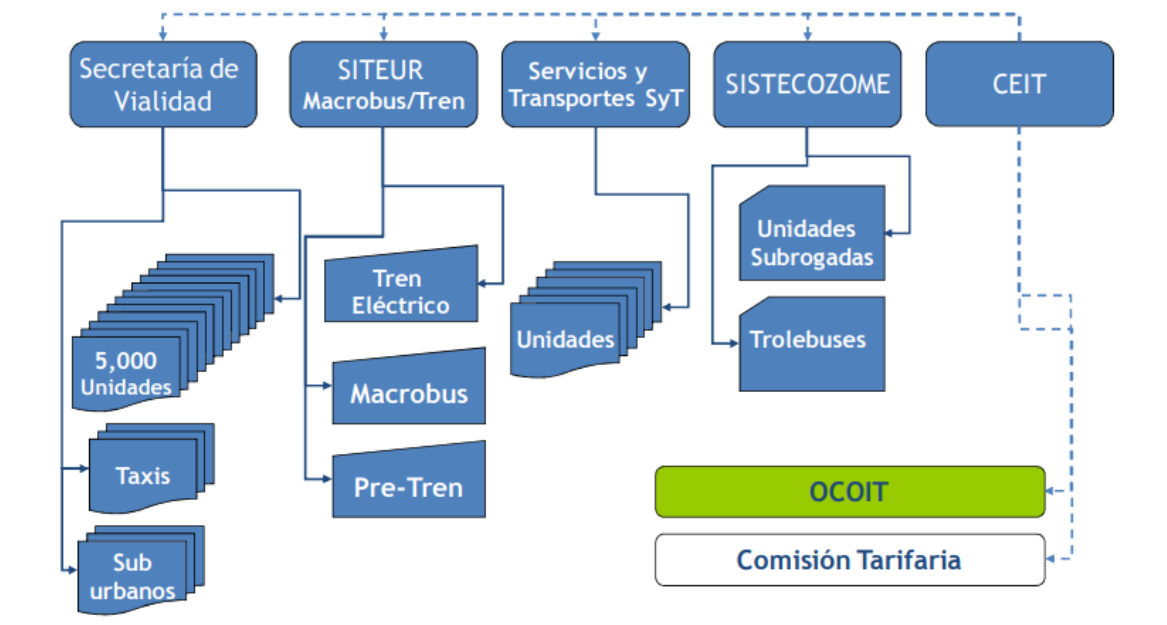 Secretaría de
Vialidad
SITEUR
Macrobus/Tren
Servicios y
Transportes SyT
SISTECOZOME
CEIT
5,000
Unidades
Taxis
Sub
urbanos
Tren
Eléctrico
Macrobus
Pre-Tren
Unidades
Unidades
Subrogadas
Trolebuses
OCOIT
Comisión Tarifaria